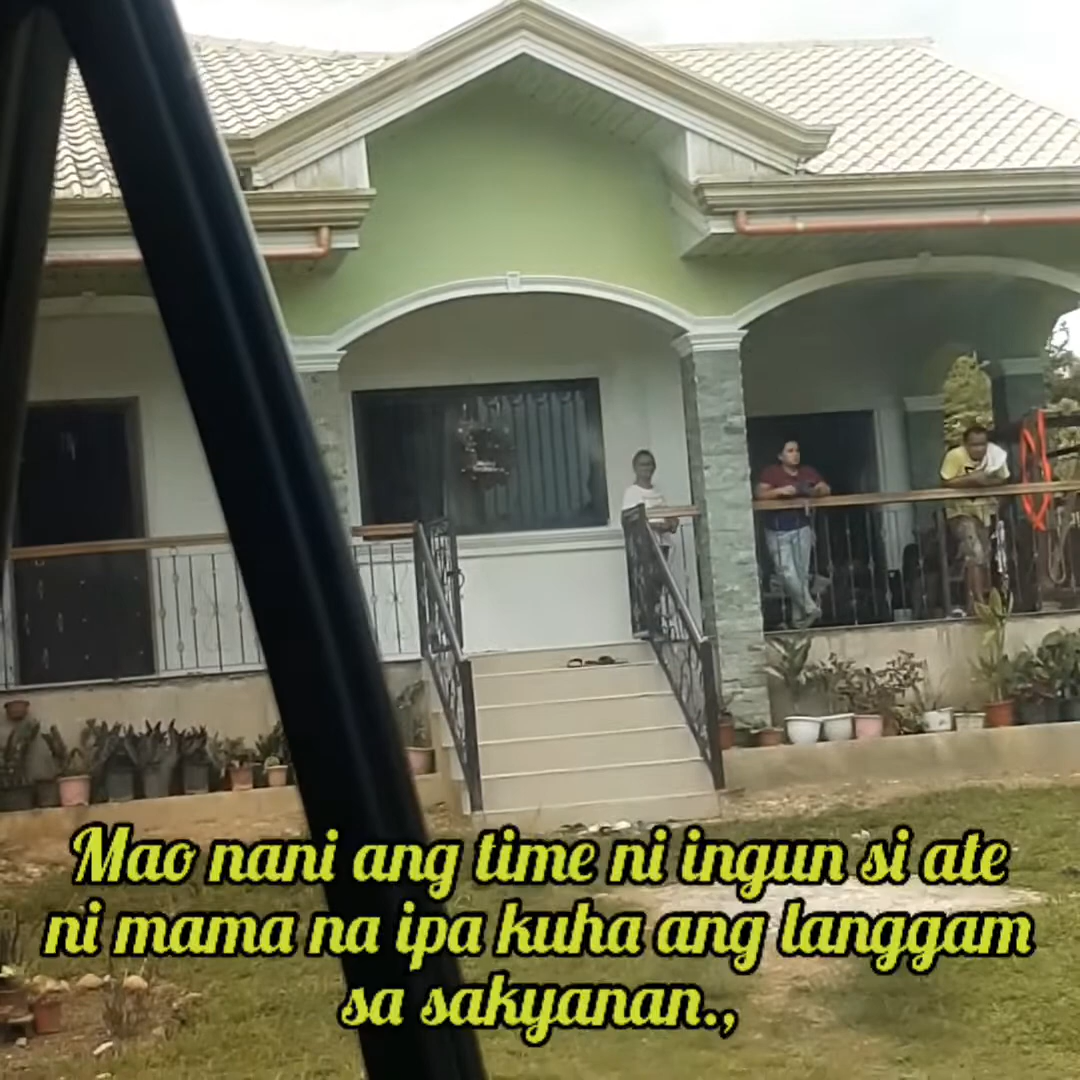 Mao nani ang time ni ingun si ate
ni mama na ipa kuha ang langgam
sa sakyanan.,